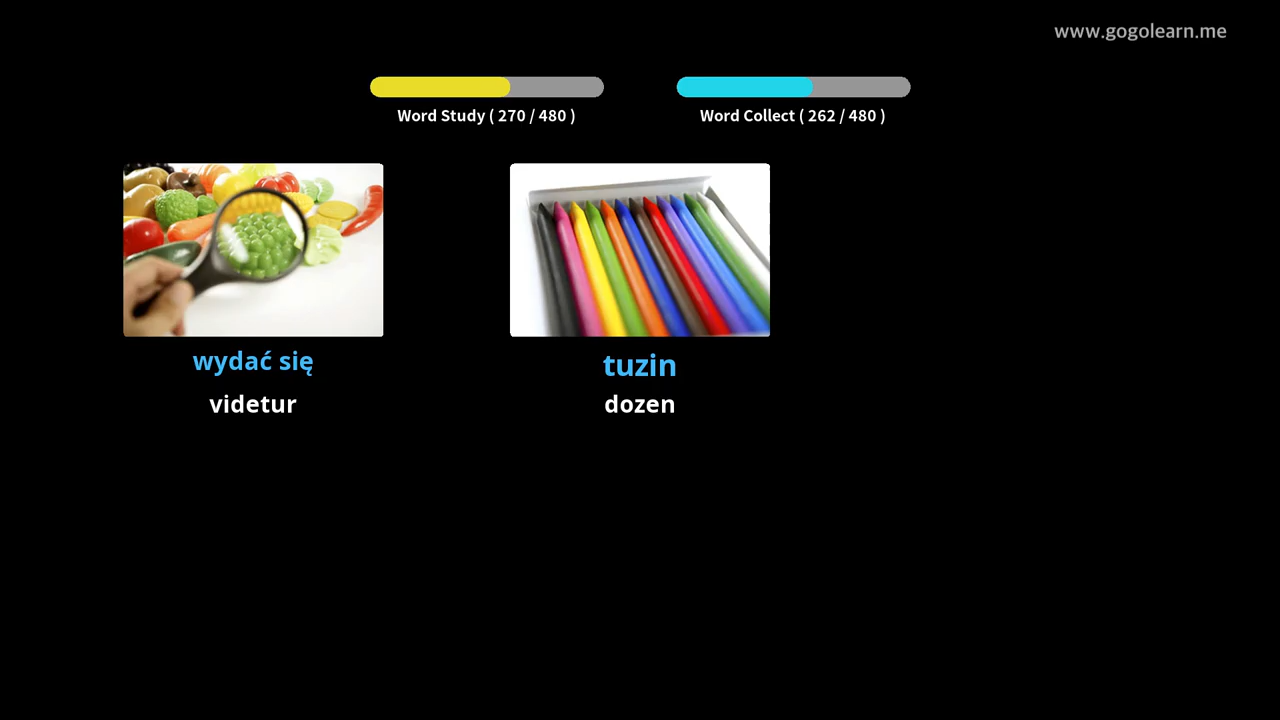 www.gogolearn.me
Word Study ( 270 / 480 )
Word Collect ( 262 / 480 )
wydać się
videtur
tuzin
dozen